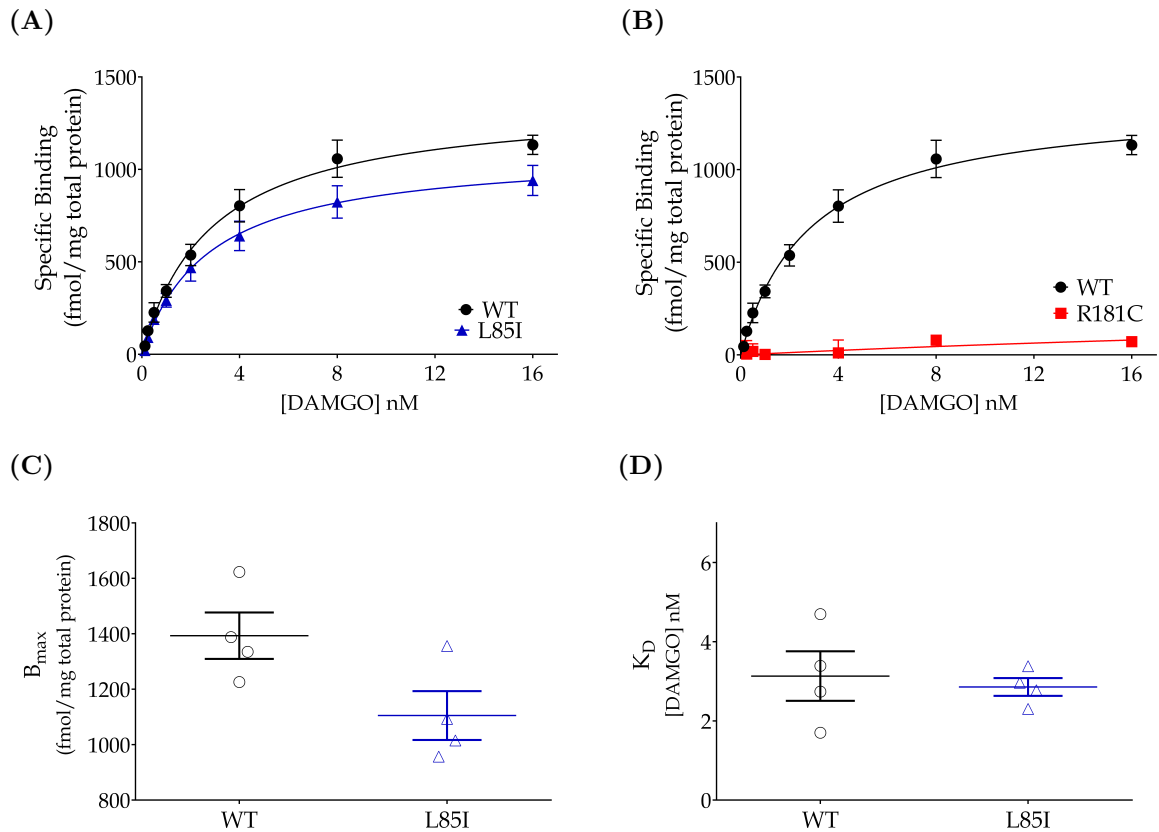 (A)
Specific Binding
(fmol/mg total protein)
1500
1000
500
0
0 4 8 12 16
[DAMGO] nM
WT
L85I
(B)
Specific Binding
(fmol/mg total protein)
1500
1000
500
0
0 4 8 12 16
[DAMGO] nM
WT
R181C
(C)
Bmax
(fmol/mg total protein)
1800
1600
1400
1200
1000
800
WT L85I
(D)
KD
[DAMGO] nM
6
4
2
0
WT L85I